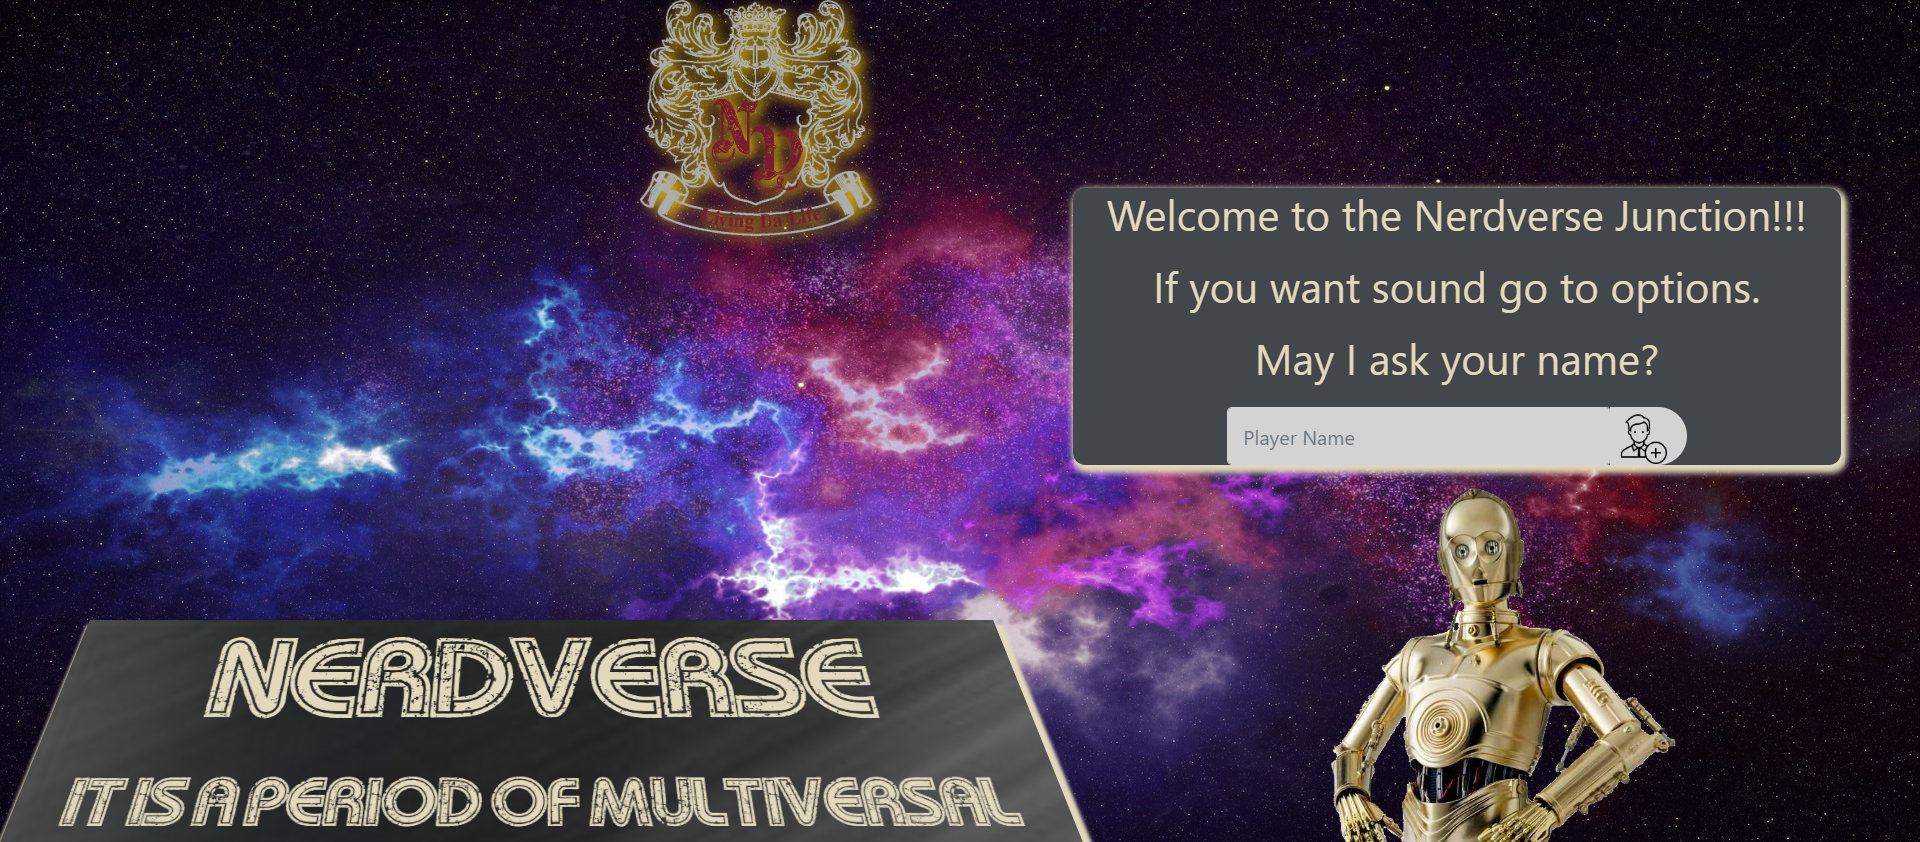 ND
Living Da Life
Welcome to the Nerdverse Junction!!!
If you want sound go to options.
May I ask your name?
Player Name
NERDVERSE
IT IS A PERIOD OF MULTIVERSAL